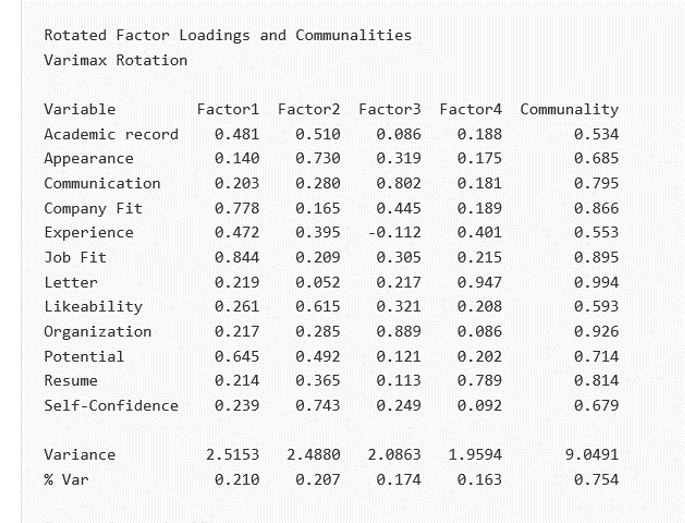 Rotated Factor Loadings and Communalities
Varimax Rotation
Variable Factor1 Factor2 Factor3 Factor4 Communality
Academic record 0.481 0.510 0.086 0.188 0.534
Appearance 0.140 0.730 0.319 0.175 0.685
Communication 0.203 0.280 0.802 0.181 0.795
Company Fit 0.778 0.165 0.445 0.189 0.866
Experience 0.472 0.395 -0.112 0.401 0.553
Job Fit 0.844 0.209 0.305 0.215 0.895
Letter 0.219 0.052 0.217 0.947 0.994
Likeability 0.261 0.615 0.321 0.208 0.593
Organization 0.217 0.285 0.889 0.086 0.926
Potential 0.645 0.492 0.121 0.202 0.714
Resume 0.214 0.365 0.113 0.789 0.814
Self-Confidence 0.239 0.743 0.249 0.092 0.679
Variance 2.5153 2.4880 2.0863 1.9594 9.0491
% Var 0.210 0.207 0.174 0.163 0.754